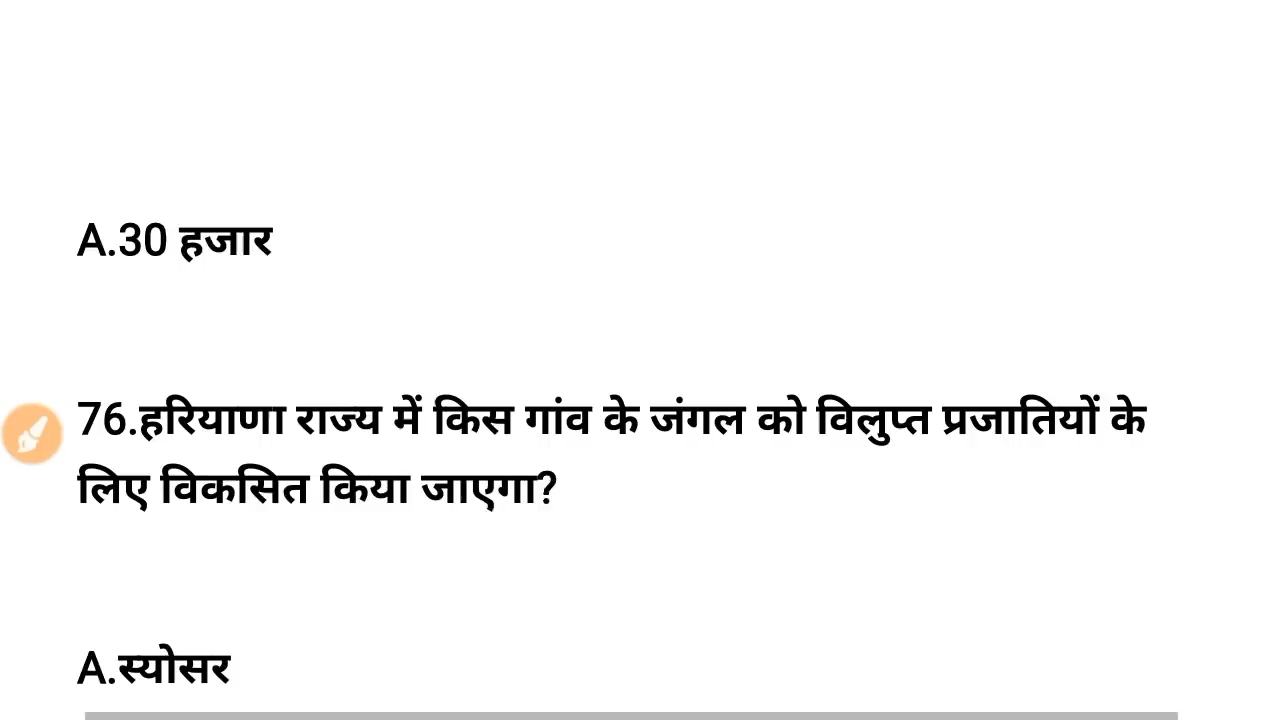 A.30 हजार
76.हरियाणा राज्य में किस गांव के जंगल को विलुप्त प्रजातियों के
लिए विकसित किया जाएगा?
A.स्योसर